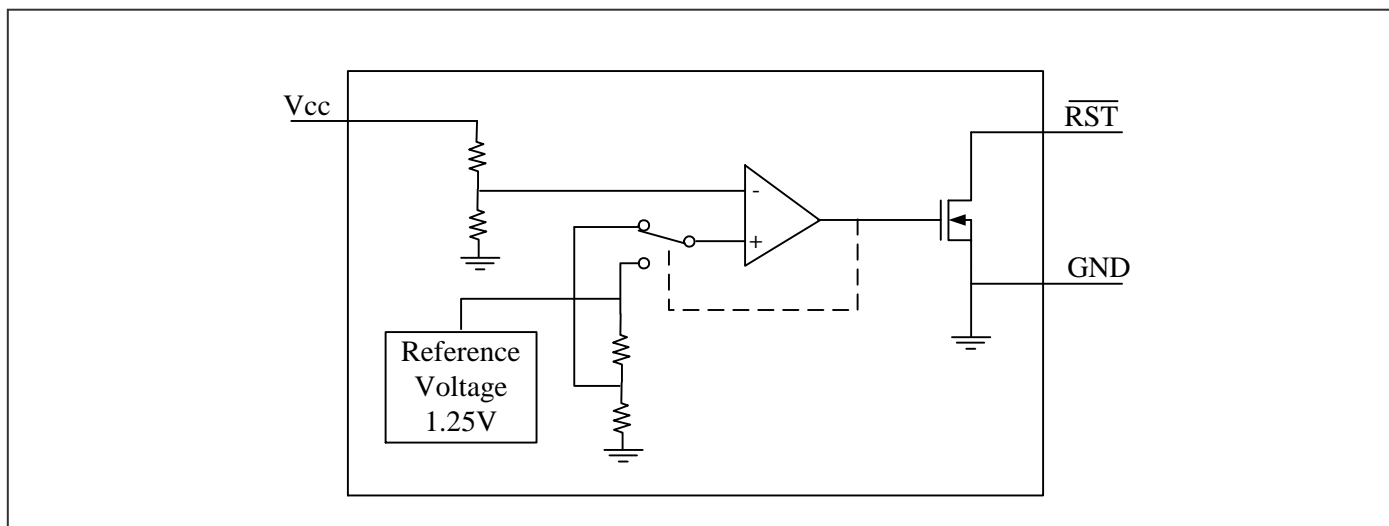 Vcc
RST
-
+
GND
Reference
Voltage
1.25V